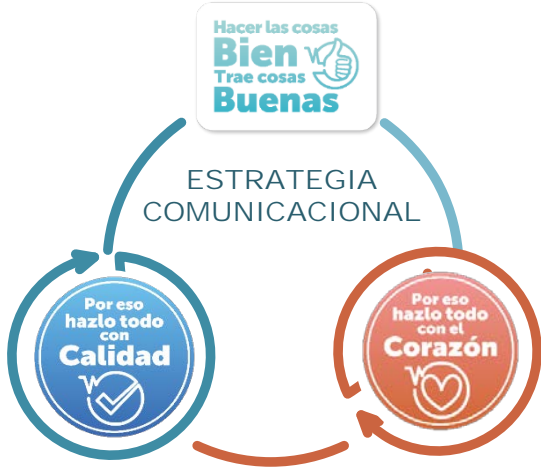 Hacer las cosas
Bien
Trae cosas
Buenas
ESTRATEGIA
COMUNICACIONAL
Por eso
hazlo todo
con
Calidad
Por eso
hazlo todo
con el
Corazón